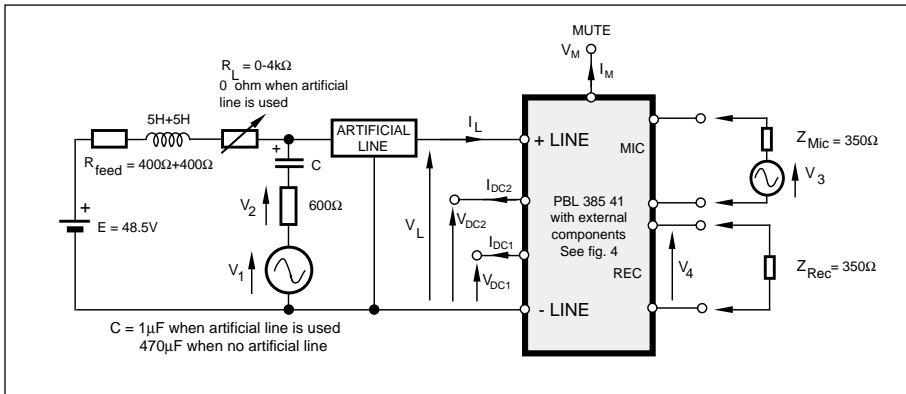 MUTE
V_M
I_M
R_L = 0-4kΩ
0 ohm when artificial
line is used
5H+5H
R_feed = 400Ω+400Ω
ARTIFICIAL
LINE
I_L
+ LINE
MIC
Z_Mic = 350Ω
V_3
+
C
600Ω
V_2
V_1
+
E = 48.5V
V_L
I_DC2
V_DC2
I_DC1
V_DC1
PBL 385 41
with external
components
See fig. 4
REC
V_4
Z_Rec = 350Ω
- LINE
C = 1µF when artificial line is used
470µF when no artificial line